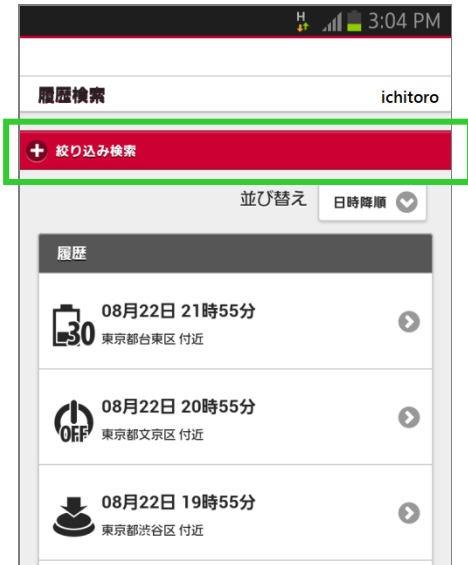 H 3:04 PM
履歴検索 ichitoro
絞り込み検索
並び替え 日時降順
履歴
30 08月22日 21時55分
東京都台東区 付近
OFF 08月22日 20時55分
東京都文京区 付近
08月22日 19時55分
東京都渋谷区 付近